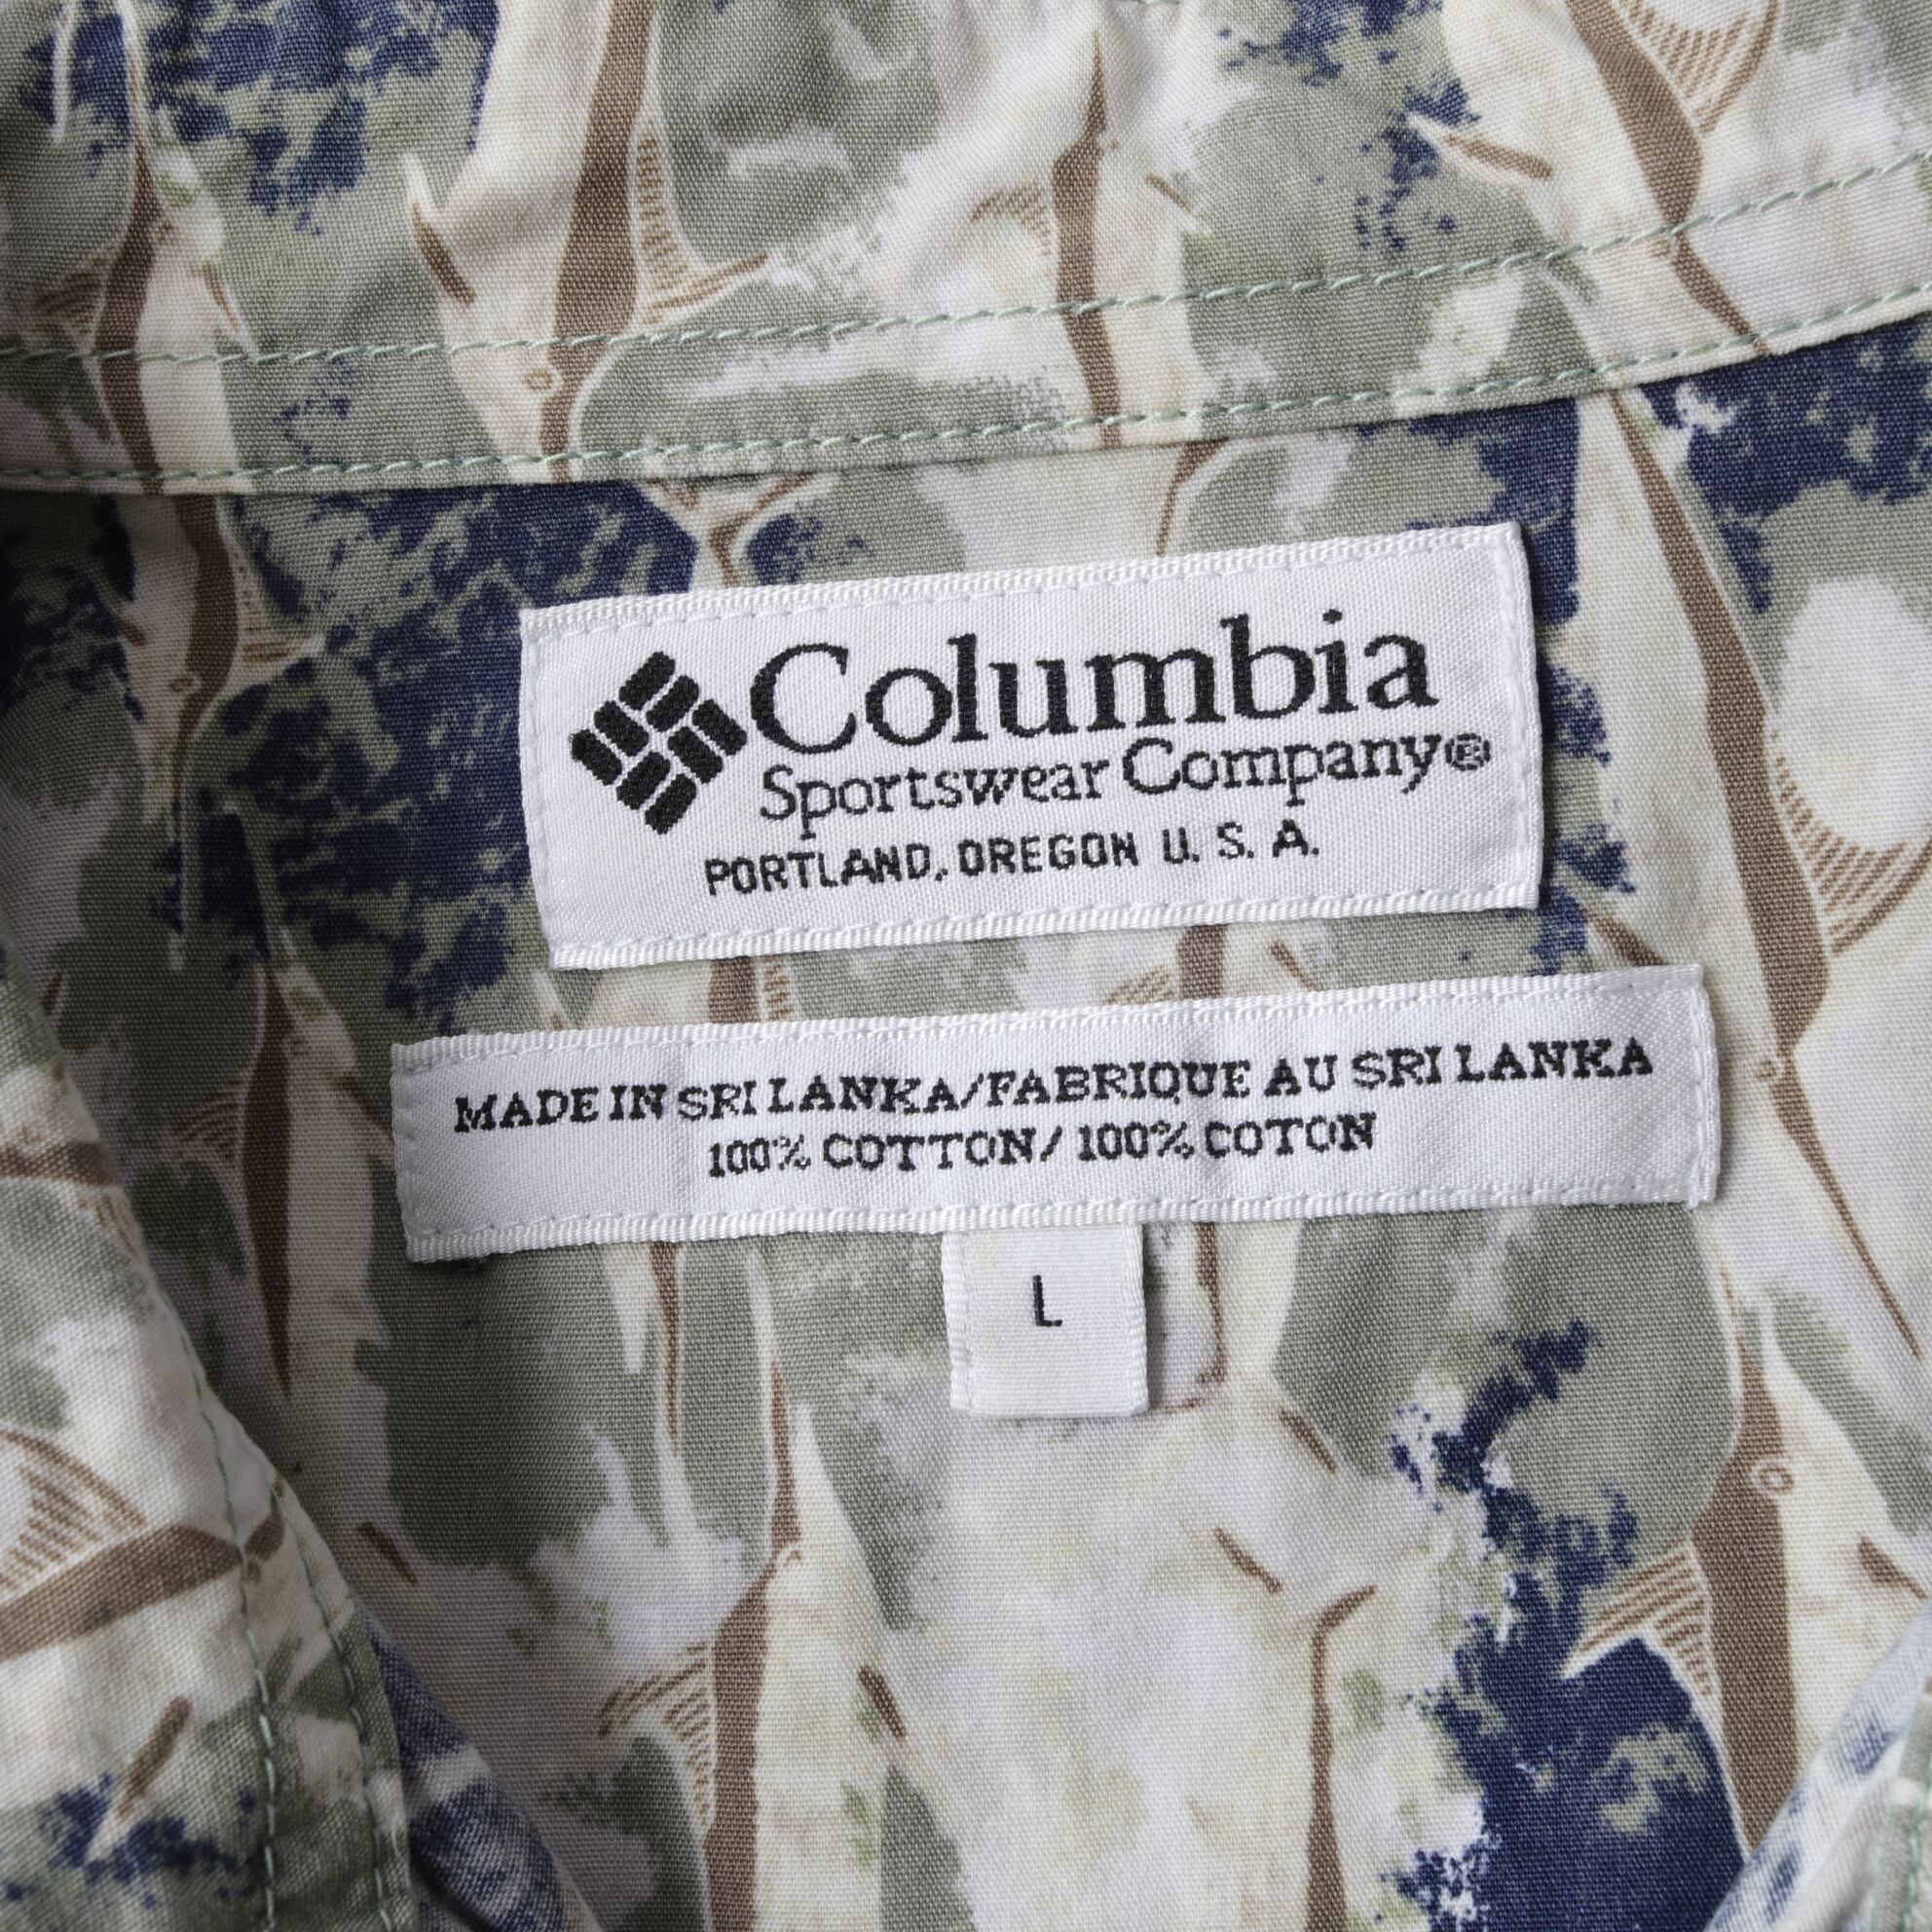 Columbia
Sportswear Company®
PORTLAND, OREGON U. S. A.
MADE IN SRI LANKA/FABRIQUE AU SRI LANKA
100% COTTON/ 100% COTON
L